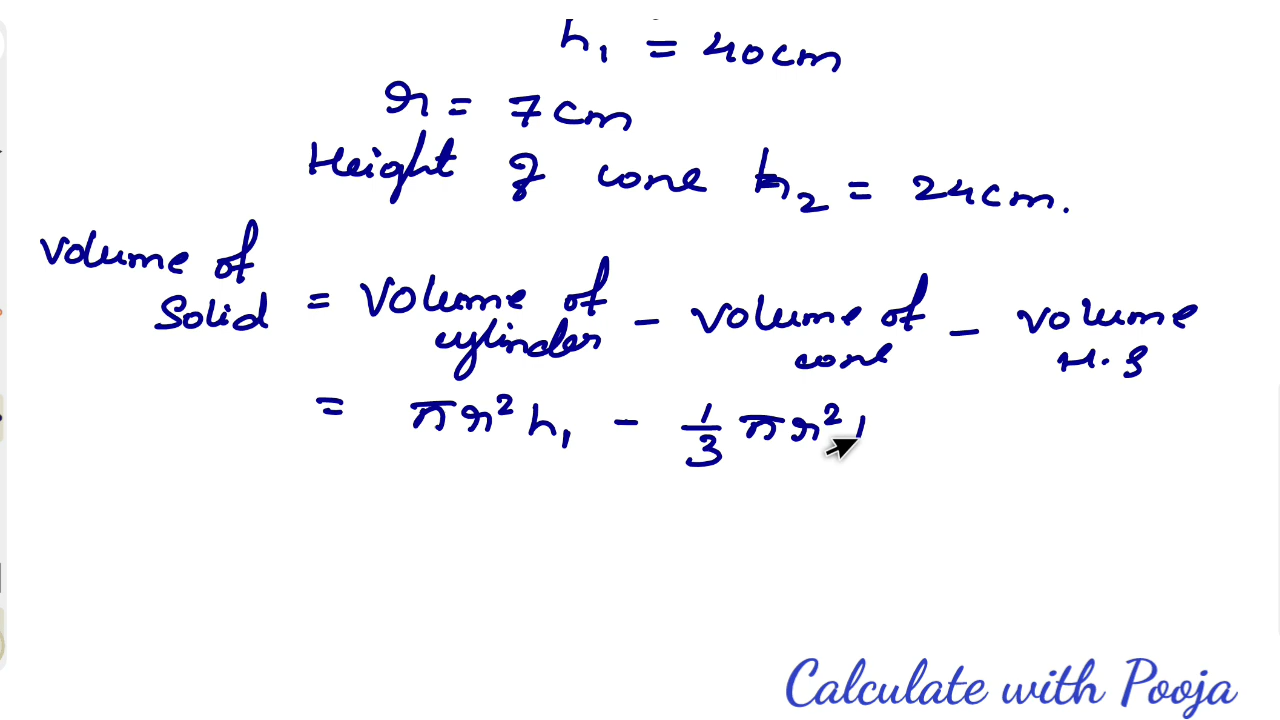 h₁ = 40cm
r = 7cm
Height of cone h₂ = 24cm.
Volume of solid = Volume of cylinder - volume of cone - volume H.S
= πr²h₁ - 1/3 πr²
Calculate with Pooja